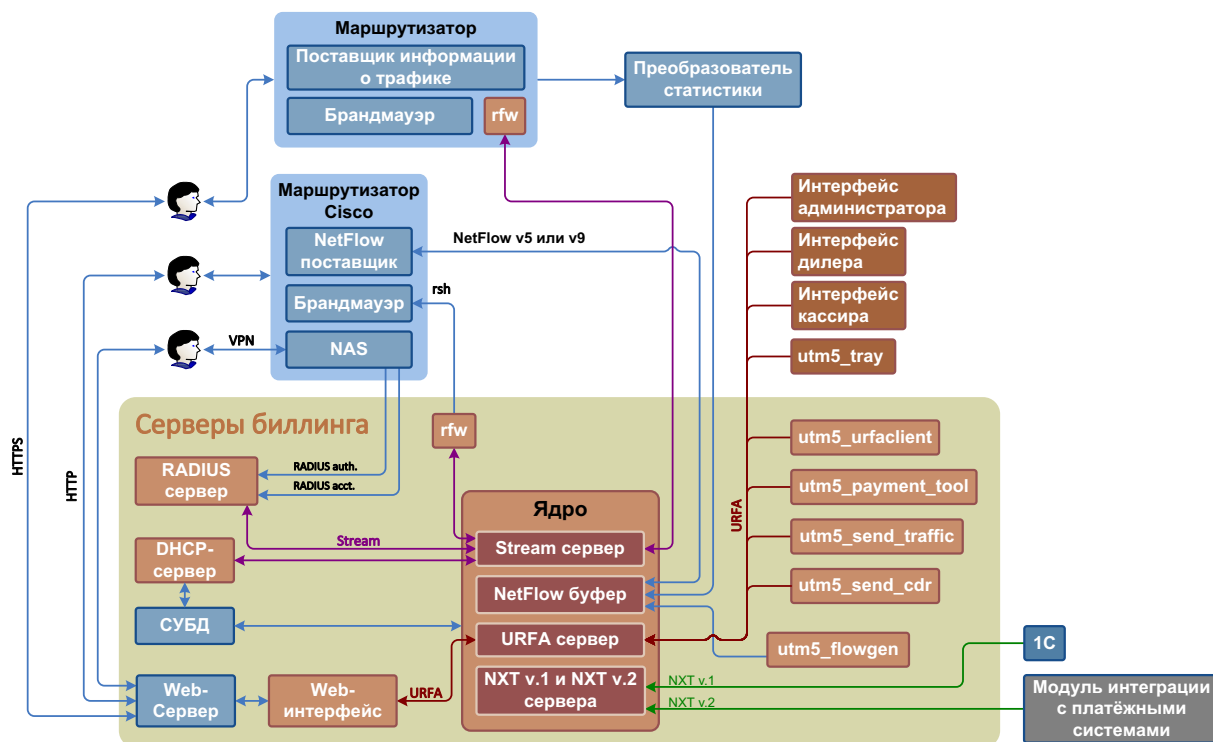 Маршрутизатор
Поставщик информации
о трафике
Брандмауэр
rfw
Преобразователь
статистики
Маршрутизатор
Cisco
NetFlow
поставщик
Брандмауэр
NAS
NetFlow v5 или v9
rsh
VPN
HTTPS
HTTP
Интерфейс
администратора
Интерфейс
дилера
Интерфейс
кассира
utm5_tray
Серверы биллинга
rfw
RADIUS
сервер
RADIUS auth.
RADIUS acct.
DHCP-
сервер
Stream
СУБД
Web-
Сервер
Web-
интерфейс
URFA
Ядро
Stream сервер
NetFlow буфер
URFA сервер
NXT v.1 и NXT v.2
сервера
URFA
utm5_urfaclient
utm5_payment_tool
utm5_send_traffic
utm5_send_cdr
utm5_flowgen
NXT v.1
NXT v.2
1C
Модуль интеграции
с платёжными
системами